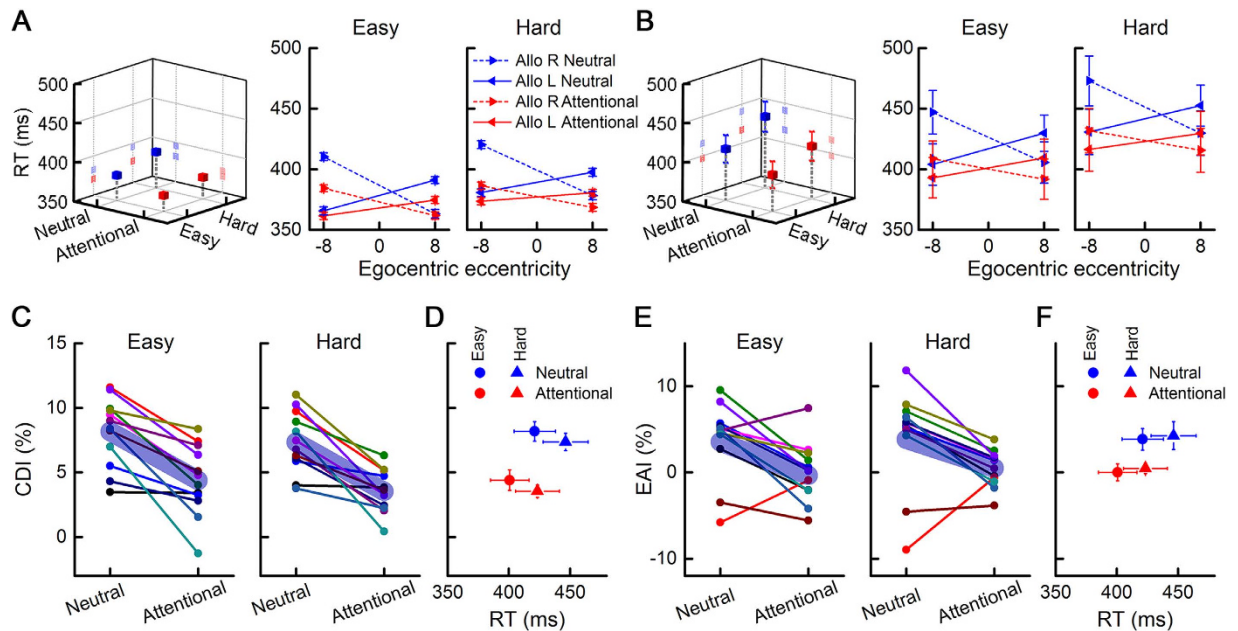 A
Easy
Hard
B
Easy
Hard
RT (ms)
500
450
400
350
Neutral
Attentional
Easy
Hard
500
450
400
350
Allo R Neutral
Allo L Neutral
Allo R Attentional
Allo L Attentional
-8 0 8
-8 0 8
Egocentric eccentricity
500
450
400
350
Neutral
Attentional
Easy
Hard
500
450
400
350
-8 0 8
-8 0 8
Egocentric eccentricity
C
Easy
Hard
CDI (%)
15
10
5
0
Neutral
Attentional
Neutral
Attentional
D
Easy
Hard
Neutral
Attentional
350 400 450
RT (ms)
E
Easy
Hard
EAI (%)
10
0
-10
Neutral
Attentional
Neutral
Attentional
F
Easy
Hard
Neutral
Attentional
350 400 450
RT (ms)